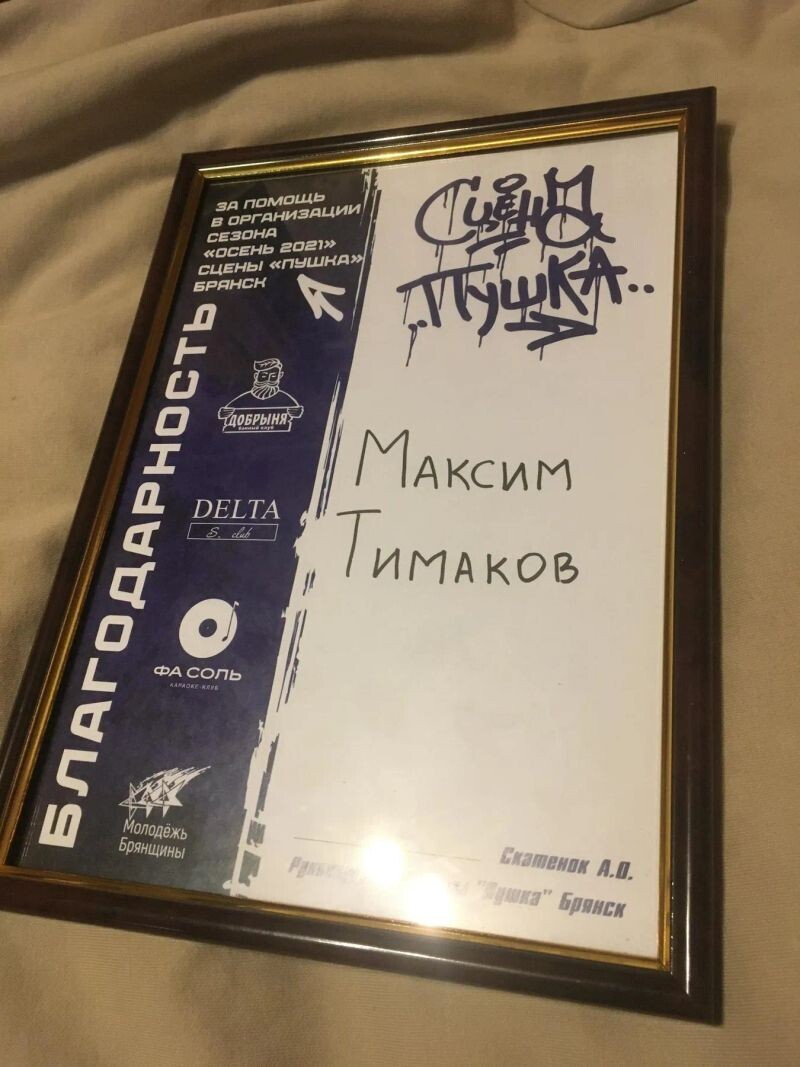 ЗА ПОМОЩЬ
В ОРГАНИЗАЦИИ
СЕЗОНА
«ОСЕНЬ 2021»
СЦЕНЫ «ПУШКА»
БРЯНСК
БЛАГОДАРНОСТЬ
ДОБРЫНЯ
банный клуб
DELTA
S. club
ФА СОЛЬ
КАРАОКЕ-КЛУБ
Молодёжь
Брянщины
Сцена
..Пушка..
Максим
Тимаков
Скатенок А.О.
"Пушка" Брянск